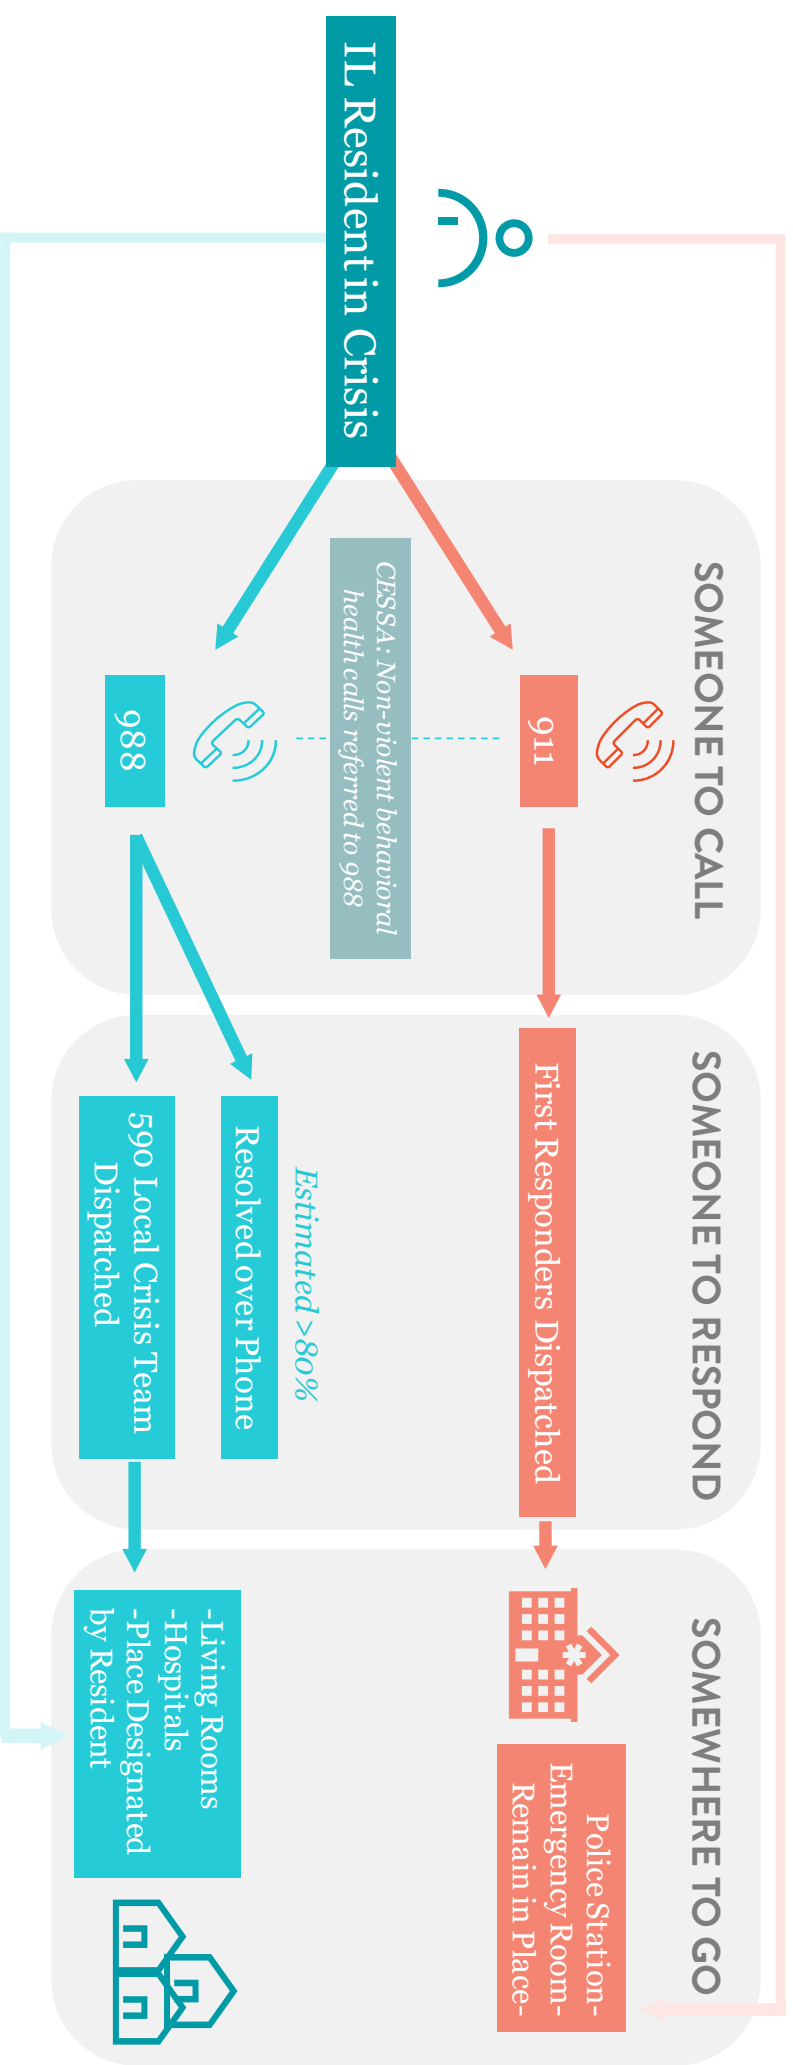 IL Resident in Crisis
SOMEONE TO CALL
911
CESSA: Non-violent behavioral
health calls referred to 988
988
SOMEONE TO RESPOND
First Responders Dispatched
Estimated >80%
Resolved over Phone
590 Local Crisis Team
Dispatched
SOMEWHERE TO GO
Police Station-
Emergency Room-
Remain in Place-
-Living Rooms
-Hospitals
-Place Designated
by Resident